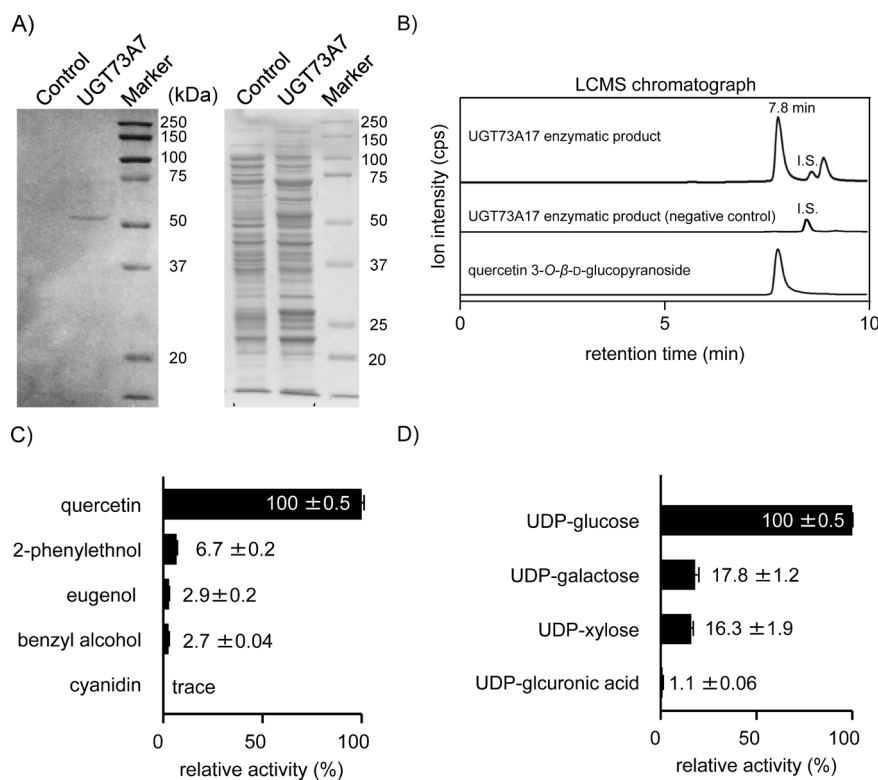 A)
Control
UGT73A7
Marker
(kDa)
250
150
100
75
50
37
20
Control
UGT73A7
Marker
250
150
100
75
50
37
25
20
B)
LCMS chromatograph
7.8 min
UGT73A17 enzymatic product
I.S.
UGT73A17 enzymatic product (negative control)
I.S.
quercetin 3-O-β-D-glucopyranoside
Ion intensity (cps)
0 5 10
retention time (min)
C)
quercetin 100 ±0.5
2-phenylethnol 6.7 ±0.2
eugenol 2.9±0.2
benzyl alcohol 2.7 ±0.04
cyanidin trace
0 50 100
relative activity (%)
D)
UDP-glucose 100 ±0.5
UDP-galactose 17.8 ±1.2
UDP-xylose 16.3 ±1.9
UDP-glcuronic acid 1.1 ±0.06
0 50 100
relative activity (%)